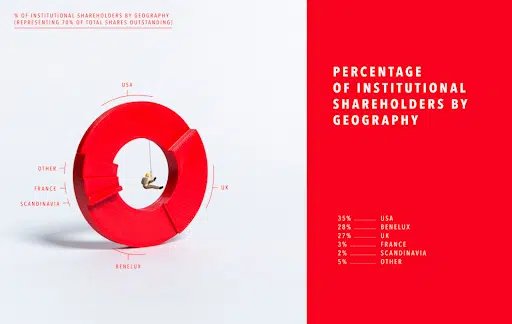 % OF INSTITUTIONAL SHAREHOLDERS BY GEOGRAPHY
(REPRESENTING 70% OF TOTAL SHARES OUTSTANDING)
USA
OTHER
FRANCE
SCANDINAVIA
UK
BENELUX
PERCENTAGE
OF INSTITUTIONAL
SHAREHOLDERS BY
GEOGRAPHY
35% USA
28% BENELUX
27% UK
3% FRANCE
2% SCANDINAVIA
5% OTHER